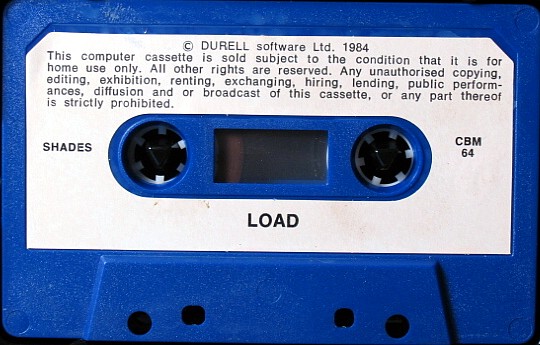 © DURELL software Ltd. 1984
This computer cassette is sold subject to the condition that it is for
home use only. All other rights are reserved. Any unauthorised copying,
editing, exhibition, renting, exchanging, hiring, lending, public perform-
ances, diffusion and or broadcast of this cassette, or any part thereof
is strictly prohibited.
SHADES
CBM
64
LOAD